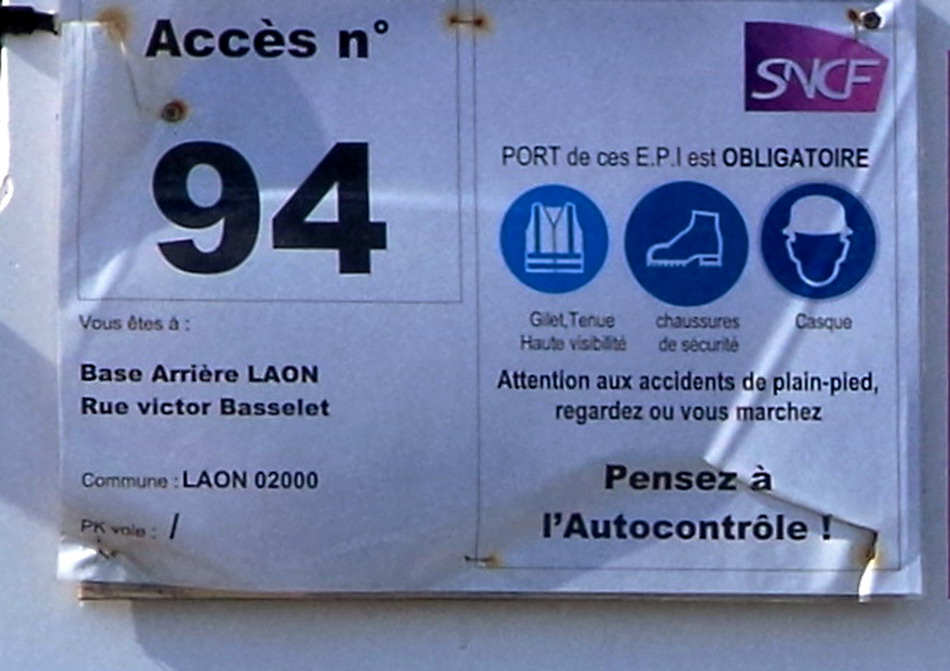 Accès n°
94
Vous êtes à :
Base Arrière LAON
Rue victor Basselet
Commune : LAON 02000
PK voie : /
SNCF
PORT de ces E.P.I est OBLIGATOIRE
Gilet,Tenue
Haute visibilité
chaussures
de sécurité
Casque
Attention aux accidents de plain-pied,
regardez ou vous marchez
Pensez à
l'Autocontrôle !